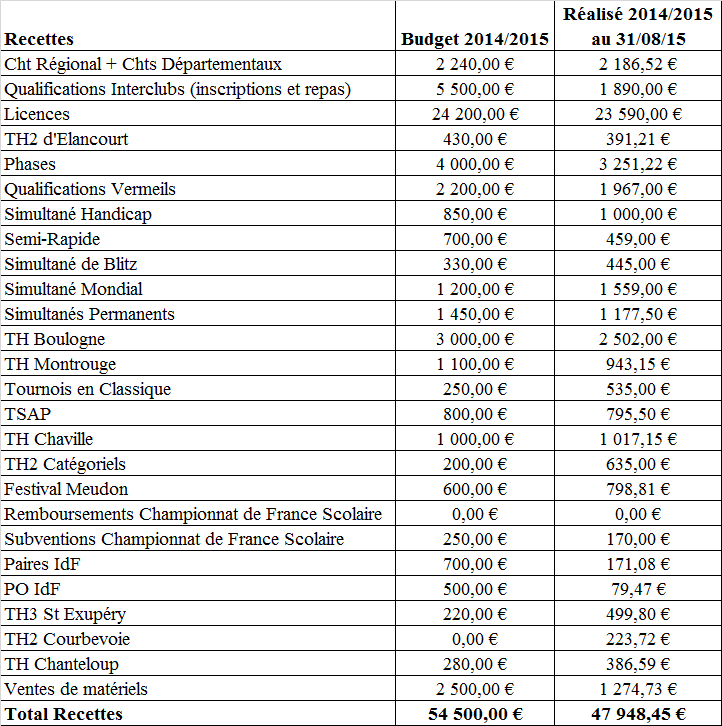 Réalisé 2014/2015
Recettes Budget 2014/2015 au 31/08/15
Cht Régional + Chts Départementaux 2 240,00 € 2 186,52 €
Qualifications Interclubs (inscriptions et repas) 5 500,00 € 1 890,00 €
Licences 24 200,00 € 23 590,00 €
TH2 d'Elancourt 430,00 € 391,21 €
Phases 4 000,00 € 3 251,22 €
Qualifications Vermeils 2 200,00 € 1 967,00 €
Simultané Handicap 850,00 € 1 000,00 €
Semi-Rapide 700,00 € 459,00 €
Simultané de Blitz 330,00 € 445,00 €
Simultané Mondial 1 200,00 € 1 559,00 €
Simultanés Permanents 1 450,00 € 1 177,50 €
TH Boulogne 3 000,00 € 2 502,00 €
TH Montrouge 1 100,00 € 943,15 €
Tournois en Classique 250,00 € 535,00 €
TSAP 800,00 € 795,50 €
TH Chaville 1 000,00 € 1 017,15 €
TH2 Catégoriels 200,00 € 635,00 €
Festival Meudon 600,00 € 798,81 €
Remboursements Championnat de France Scolaire 0,00 € 0,00 €
Subventions Championnat de France Scolaire 250,00 € 170,00 €
Paires IdF 700,00 € 171,08 €
PO IdF 500,00 € 79,47 €
TH3 St Exupéry 220,00 € 499,80 €
TH2 Courbevoie 0,00 € 223,72 €
TH Chanteloup 280,00 € 386,59 €
Ventes de matériels 2 500,00 € 1 274,73 €
Total Recettes 54 500,00 € 47 948,45 €